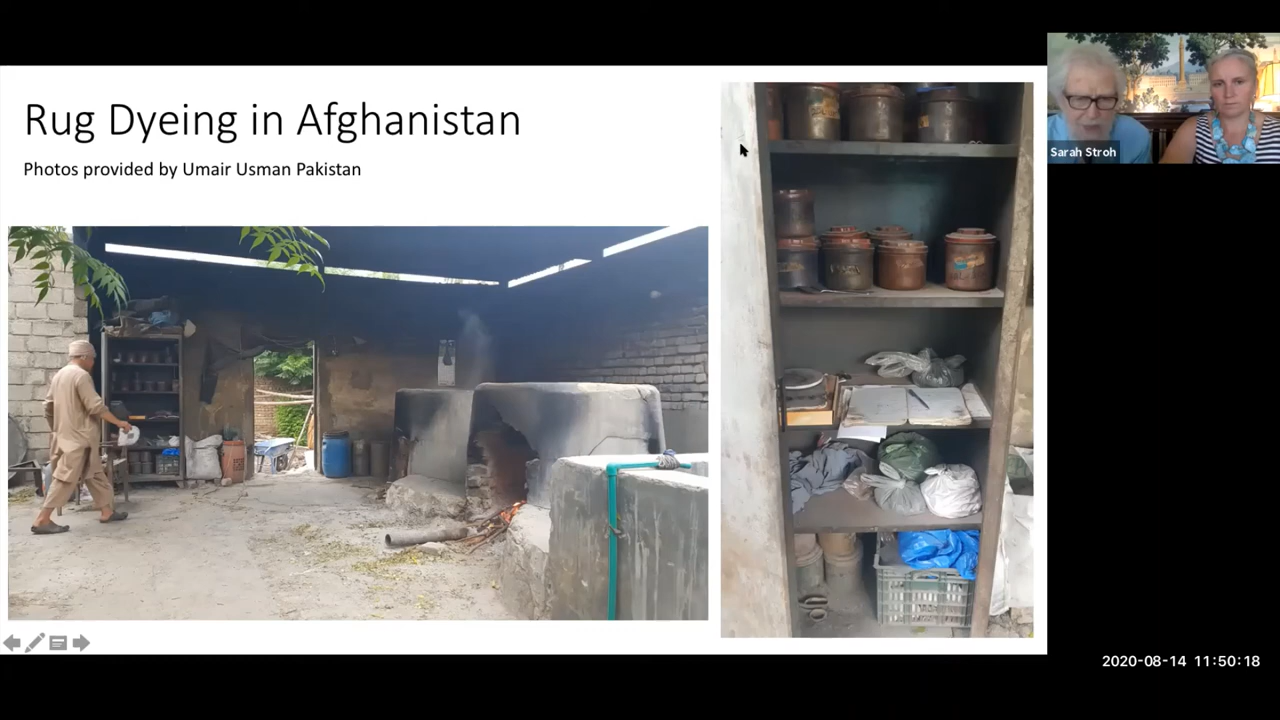 Rug Dyeing in Afghanistan
Photos provided by Umair Usman Pakistan
Sarah Stroh
2020-08-14 11:50:18